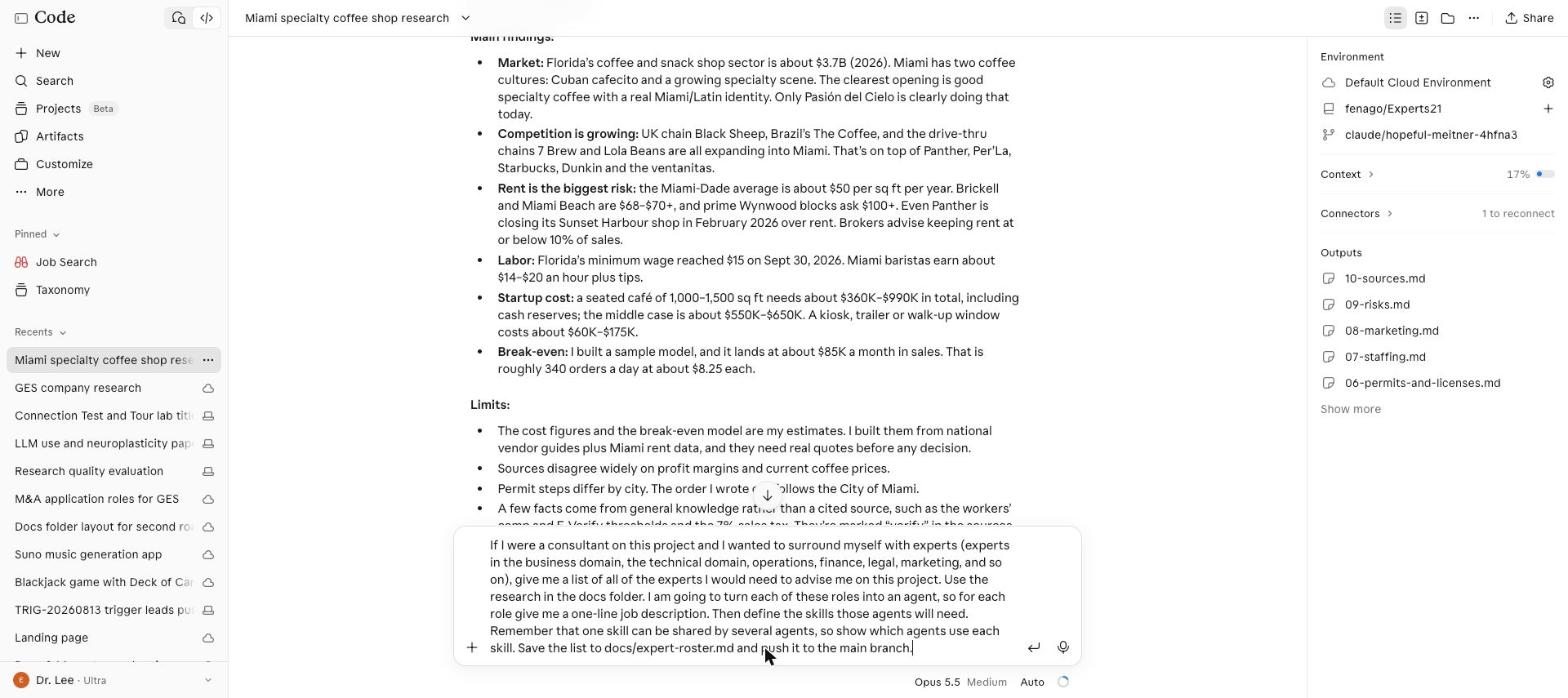 Code
Miami specialty coffee shop research
Share
New
Search
Projects Beta
Artifacts
Customize
More
Pinned
Job Search
Taxonomy
Recents
Miami specialty coffee shop rese
GES company research
Connection Test and Tour lab titl
LLM use and neuroplasticity pap
Research quality evaluation
M&A application roles for GES
Docs folder layout for second ro
Suno music generation app
Blackjack game with Deck of Car
TRIG-20260813 trigger leads pu
Landing page
E Dr. Lee · Ultra
Main findings:
• Market: Florida's coffee and snack shop sector is about $3.7B (2026). Miami has two coffee
cultures: Cuban cafecito and a growing specialty scene. The clearest opening is good
specialty coffee with a real Miami/Latin identity. Only Pasión del Cielo is clearly doing that
today.
• Competition is growing: UK chain Black Sheep, Brazil's The Coffee, and the drive-thru
chains 7 Brew and Lola Beans are all expanding into Miami. That's on top of Panther, Per'La,
Starbucks, Dunkin and the ventanitas.
• Rent is the biggest risk: the Miami-Dade average is about $50 per sq ft per year. Brickell
and Miami Beach are $68–$70+, and prime Wynwood blocks ask $100+. Even Panther is
closing its Sunset Harbour shop in February 2026 over rent. Brokers advise keeping rent at
or below 10% of sales.
• Labor: Florida's minimum wage reached $15 on Sept 30, 2026. Miami baristas earn about
$14–$20 an hour plus tips.
• Startup cost: a seated café of 1,000–1,500 sq ft needs about $360K–$990K in total, including
cash reserves; the middle case is about $550K–$650K. A kiosk, trailer or walk-up window
costs about $60K–$175K.
• Break-even: I built a sample model, and it lands at about $85K a month in sales. That is
roughly 340 orders a day at about $8.25 each.
Limits:
• The cost figures and the break-even model are my estimates. I built them from national
vendor guides plus Miami rent data, and they need real quotes before any decision.
• Sources disagree widely on profit margins and current coffee prices.
• Permit steps differ by city. The order I wrote follows the City of Miami.
• A few facts come from general knowledge rather than a cited source, such as the workers'
comp and E-Verify thresholds and the 7% sales tax. They're marked "verify" in the sources
If I were a consultant on this project and I wanted to surround myself with experts (experts
in the business domain, the technical domain, operations, finance, legal, marketing, and so
on), give me a list of all of the experts I would need to advise me on this project. Use the
research in the docs folder. I am going to turn each of these roles into an agent, so for each
role give me a one-line job description. Then define the skills those agents will need.
Remember that one skill can be shared by several agents, so show which agents use each
skill. Save the list to docs/expert-roster.md and push it to the main branch.
Opus 5.5 Medium Auto
Environment
Default Cloud Environment
fenago/Experts21
claude/hopeful-meitner-4hfna3
Context 17%
Connectors 1 to reconnect
Outputs
10-sources.md
09-risks.md
08-marketing.md
07-staffing.md
06-permits-and-licenses.md
Show more